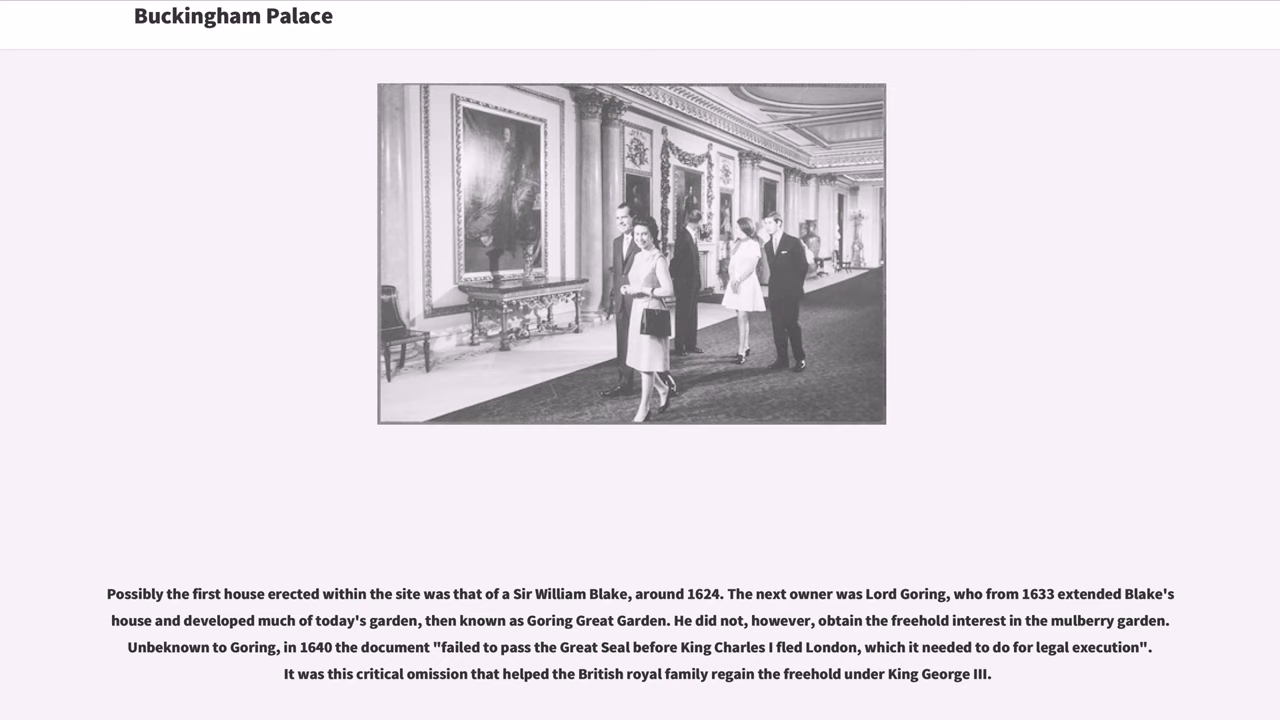 Buckingham Palace
Possibly the first house erected within the site was that of a Sir William Blake, around 1624. The next owner was Lord Goring, who from 1633 extended Blake's
house and developed much of today's garden, then known as Goring Great Garden. He did not, however, obtain the freehold interest in the mulberry garden.
Unbeknown to Goring, in 1640 the document "failed to pass the Great Seal before King Charles I fled London, which it needed to do for legal execution".
It was this critical omission that helped the British royal family regain the freehold under King George III.